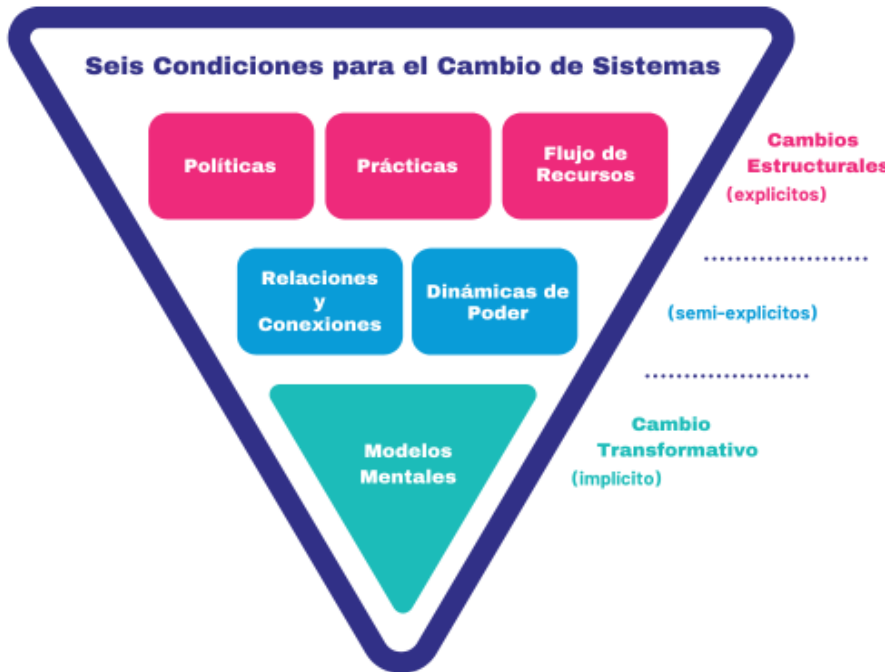 Seis Condiciones para el Cambio de Sistemas
Políticas
Prácticas
Flujo de
Recursos
Cambios
Estructurales
(explicitos)
Relaciones
y
Conexiones
Dinámicas de
Poder
(semi-explicitos)
Modelos
Mentales
Cambio
Transformativo
(implícito)